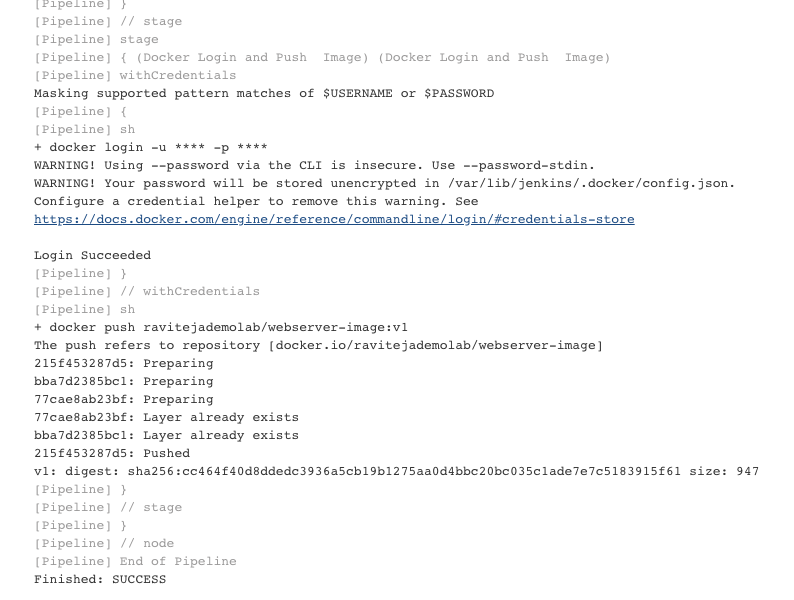 [Pipeline] }
[Pipeline] // stage
[Pipeline] stage
[Pipeline] { (Docker Login and Push  Image) (Docker Login and Push  Image)
[Pipeline] withCredentials
Masking supported pattern matches of $USERNAME or $PASSWORD
[Pipeline] {
[Pipeline] sh
+ docker login -u **** -p ****
WARNING! Using --password via the CLI is insecure. Use --password-stdin.
WARNING! Your password will be stored unencrypted in /var/lib/jenkins/.docker/config.json.
Configure a credential helper to remove this warning. See
https://docs.docker.com/engine/reference/commandline/login/#credentials-store
Login Succeeded
[Pipeline] }
[Pipeline] // withCredentials
[Pipeline] sh
+ docker push ravitejademolab/webserver-image:v1
The push refers to repository [docker.io/ravitejademolab/webserver-image]
215f453287d5: Preparing
bba7d2385bc1: Preparing
77cae8ab23bf: Preparing
77cae8ab23bf: Layer already exists
bba7d2385bc1: Layer already exists
215f453287d5: Pushed
v1: digest: sha256:cc464f40d8ddedc3936a5cb19b1275aa0d4bbc20bc035c1ade7e7c5183915f61 size: 947
[Pipeline] }
[Pipeline] // stage
[Pipeline] }
[Pipeline] // node
[Pipeline] End of Pipeline
Finished: SUCCESS